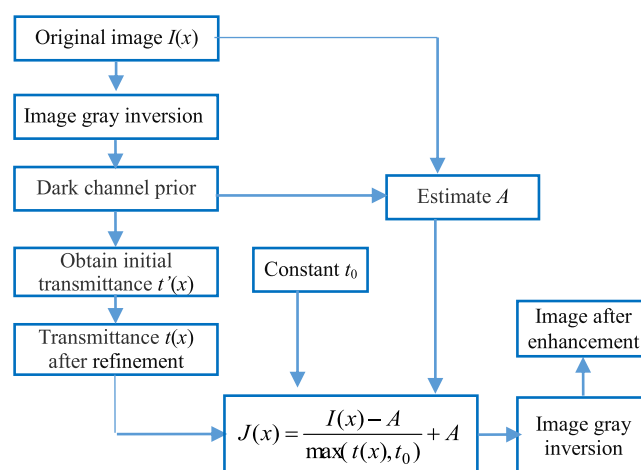 Original image I(x)
Image gray inversion
Dark channel prior
Estimate A
Obtain initial
transmittance t’(x)
Constant t₀
Transmittance t(x)
after refinement
Image after
enhancement
J(x) = \frac{I(x) − A}{max( t(x), t₀)} + A
Image gray
inversion